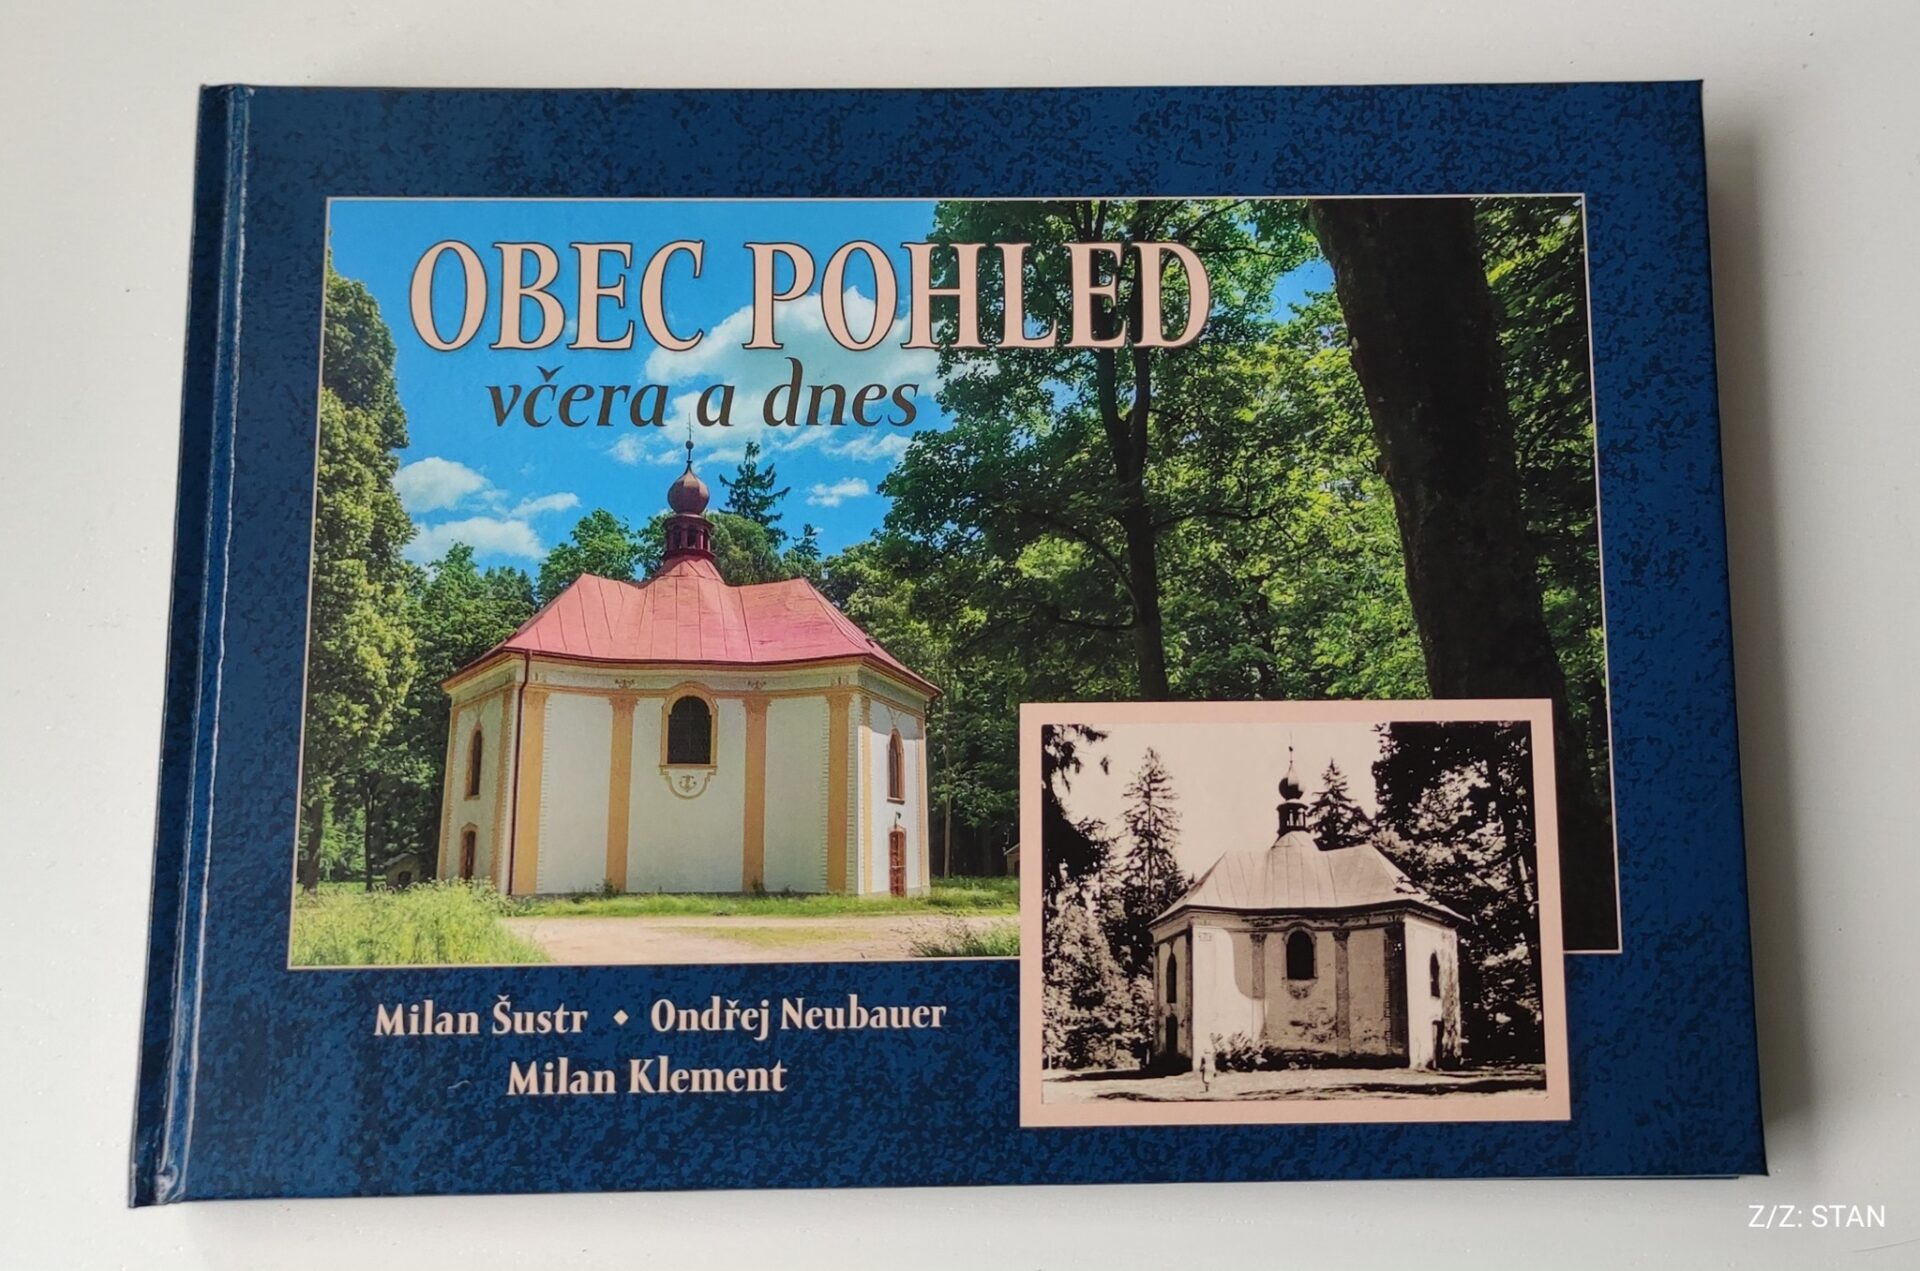 OBEC POHLED
včera a dnes
Milan Šustr ⬩ Ondřej Neubauer
Milan Klement
Z/Z: STAN